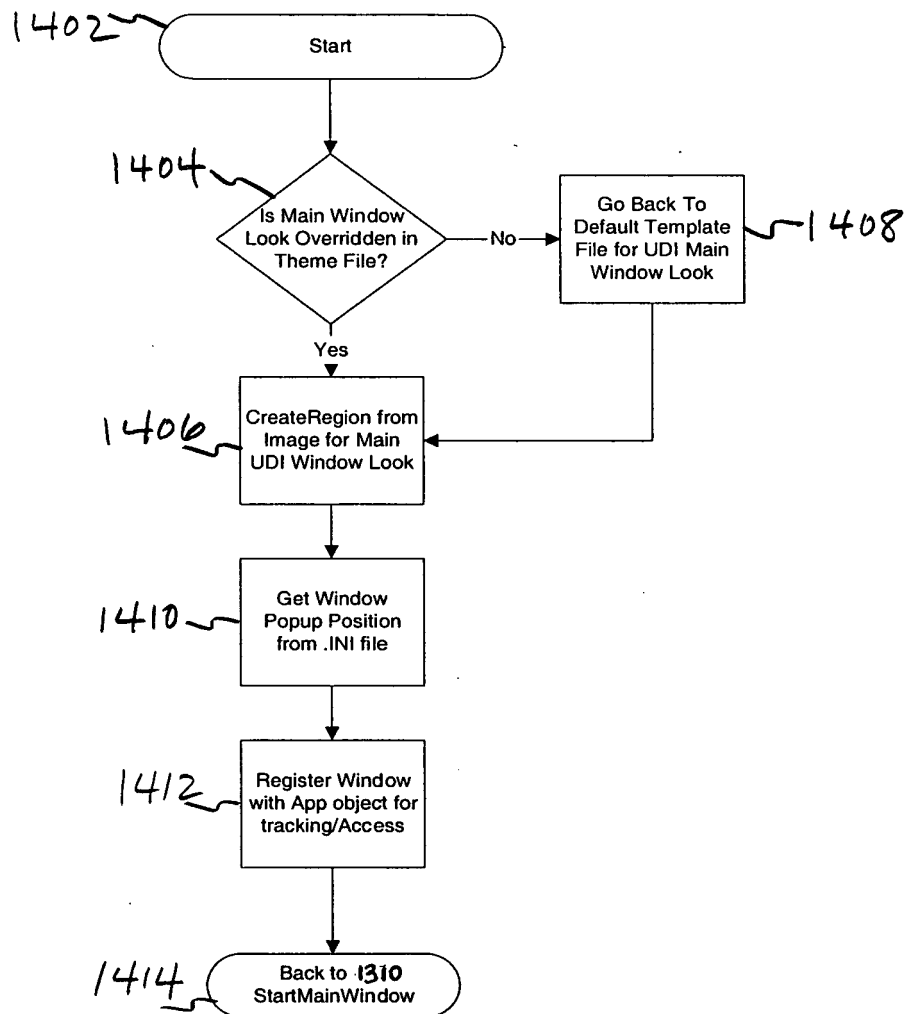 1402
Start
1404
Is Main Window
Look Overridden in
Theme File?
No
Go Back To
Default Template
File for UDI Main
Window Look
1408
Yes
1406
CreateRegion from
Image for Main
UDI Window Look
1410
Get Window
Popup Position
from .INI file
1412
Register Window
with App object for
tracking/Access
1414
Back to 1310
StartMainWindow